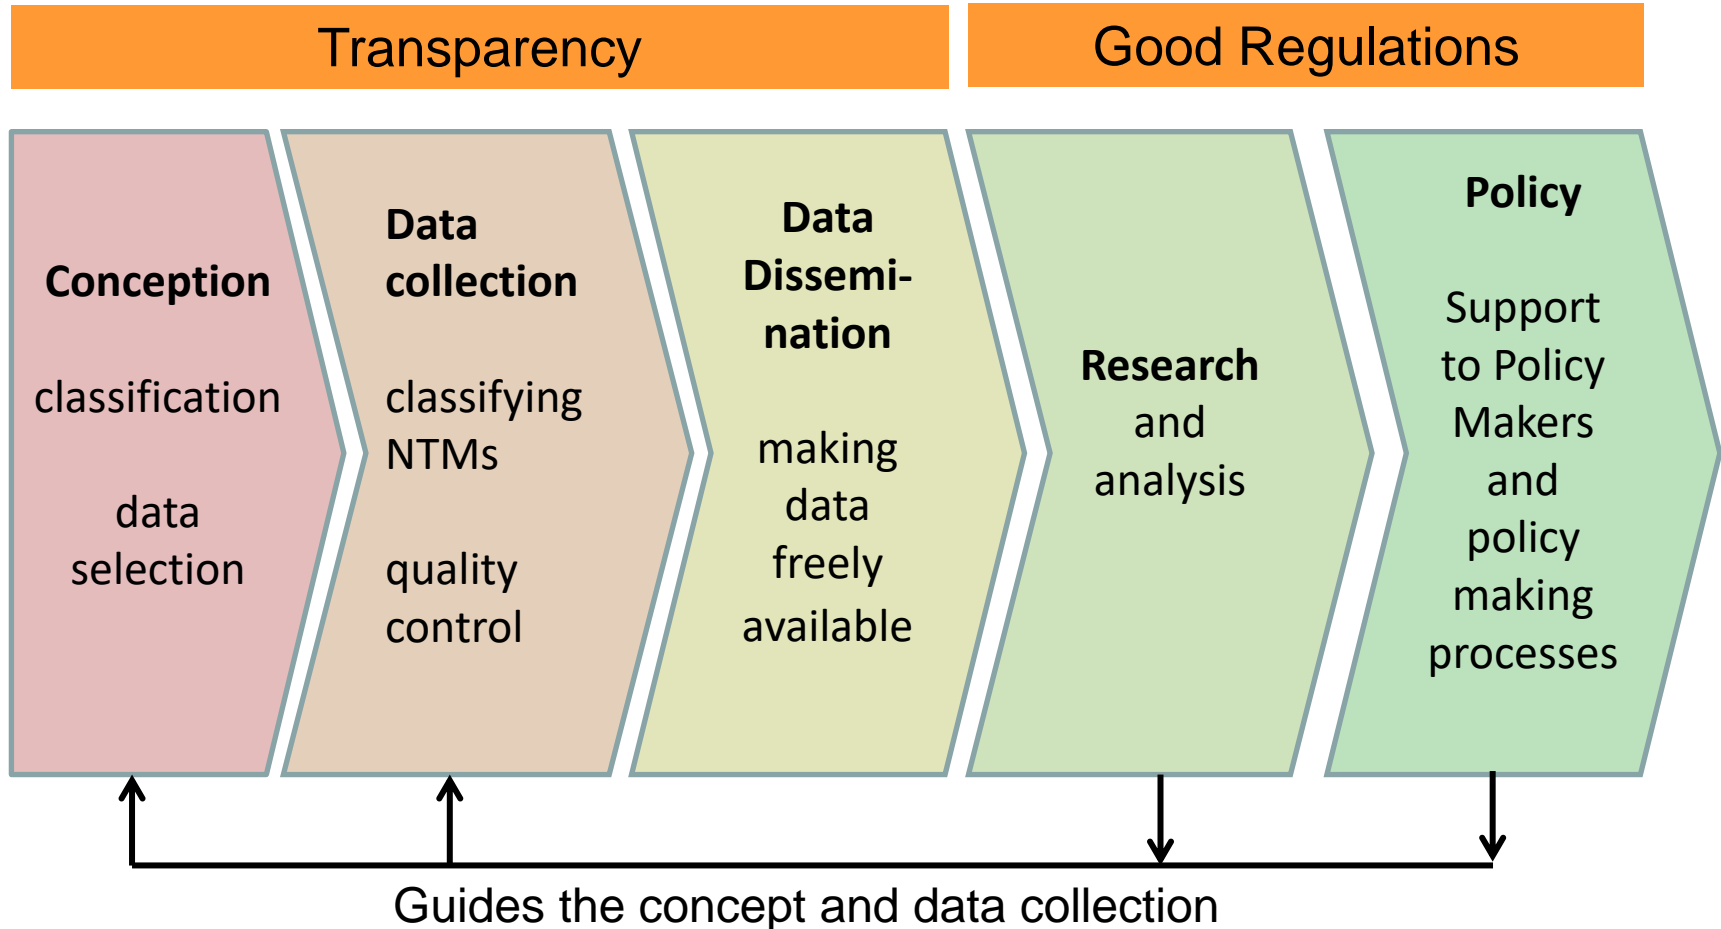 Transparency
Good Regulations
Conception
classification
data
selection
Data
collection
classifying
NTMs
quality
control
Data
Dissemi-
nation
making
data
freely
available
Research
and
analysis
Policy
Support
to Policy
Makers
and
policy
making
processes
Guides the concept and data collection